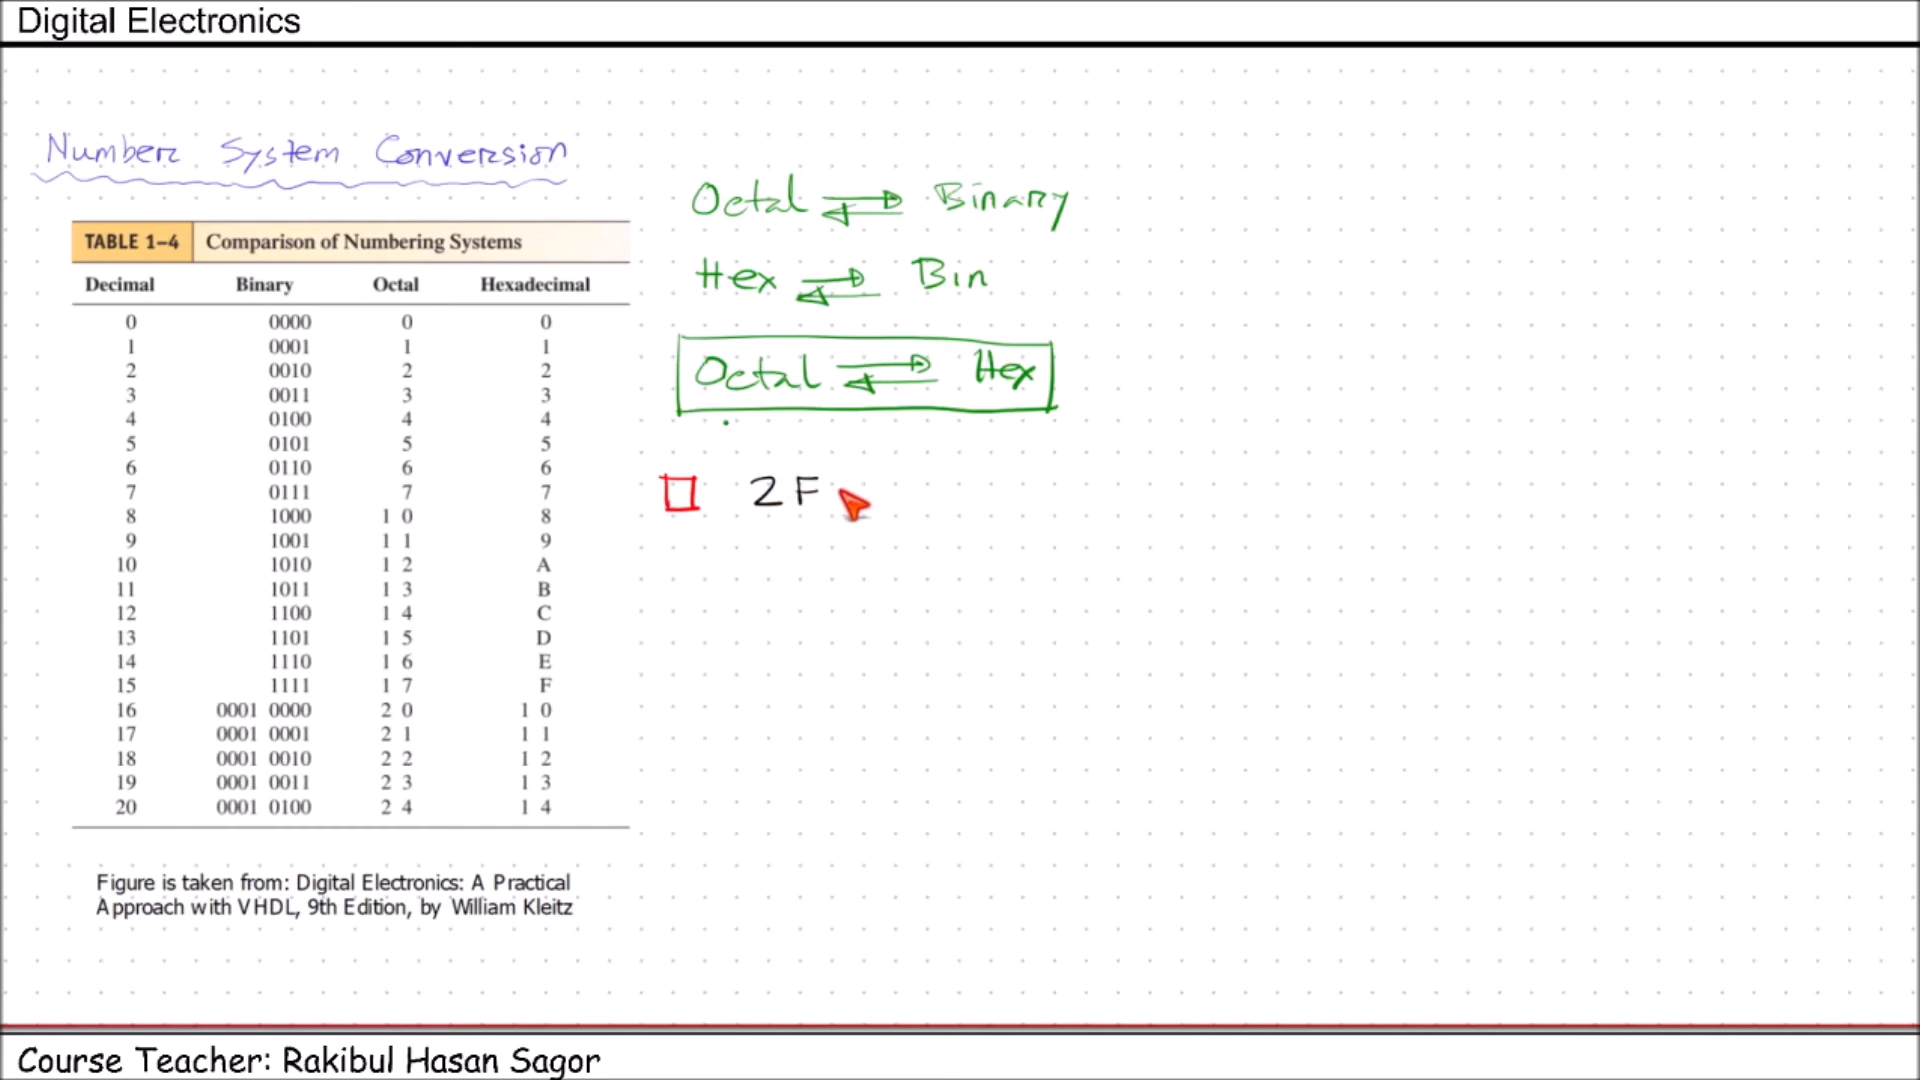 Digital Electronics
Number System Conversion
TABLE 1–4 Comparison of Numbering Systems
Decimal Binary Octal Hexadecimal
0 0000 0 0
1 0001 1 1
2 0010 2 2
3 0011 3 3
4 0100 4 4
5 0101 5 5
6 0110 6 6
7 0111 7 7
8 1000 1 0 8
9 1001 1 1 9
10 1010 1 2 A
11 1011 1 3 B
12 1100 1 4 C
13 1101 1 5 D
14 1110 1 6 E
15 1111 1 7 F
16 0001 0000 2 0 1 0
17 0001 0001 2 1 1 1
18 0001 0010 2 2 1 2
19 0001 0011 2 3 1 3
20 0001 0100 2 4 1 4
Figure is taken from: Digital Electronics: A Practical
Approach with VHDL, 9th Edition, by William Kleitz
Octal ⇄ Binary
Hex ⇄ Bin
Octal ⇄ Hex
2F
Course Teacher: Rakibul Hasan Sagor